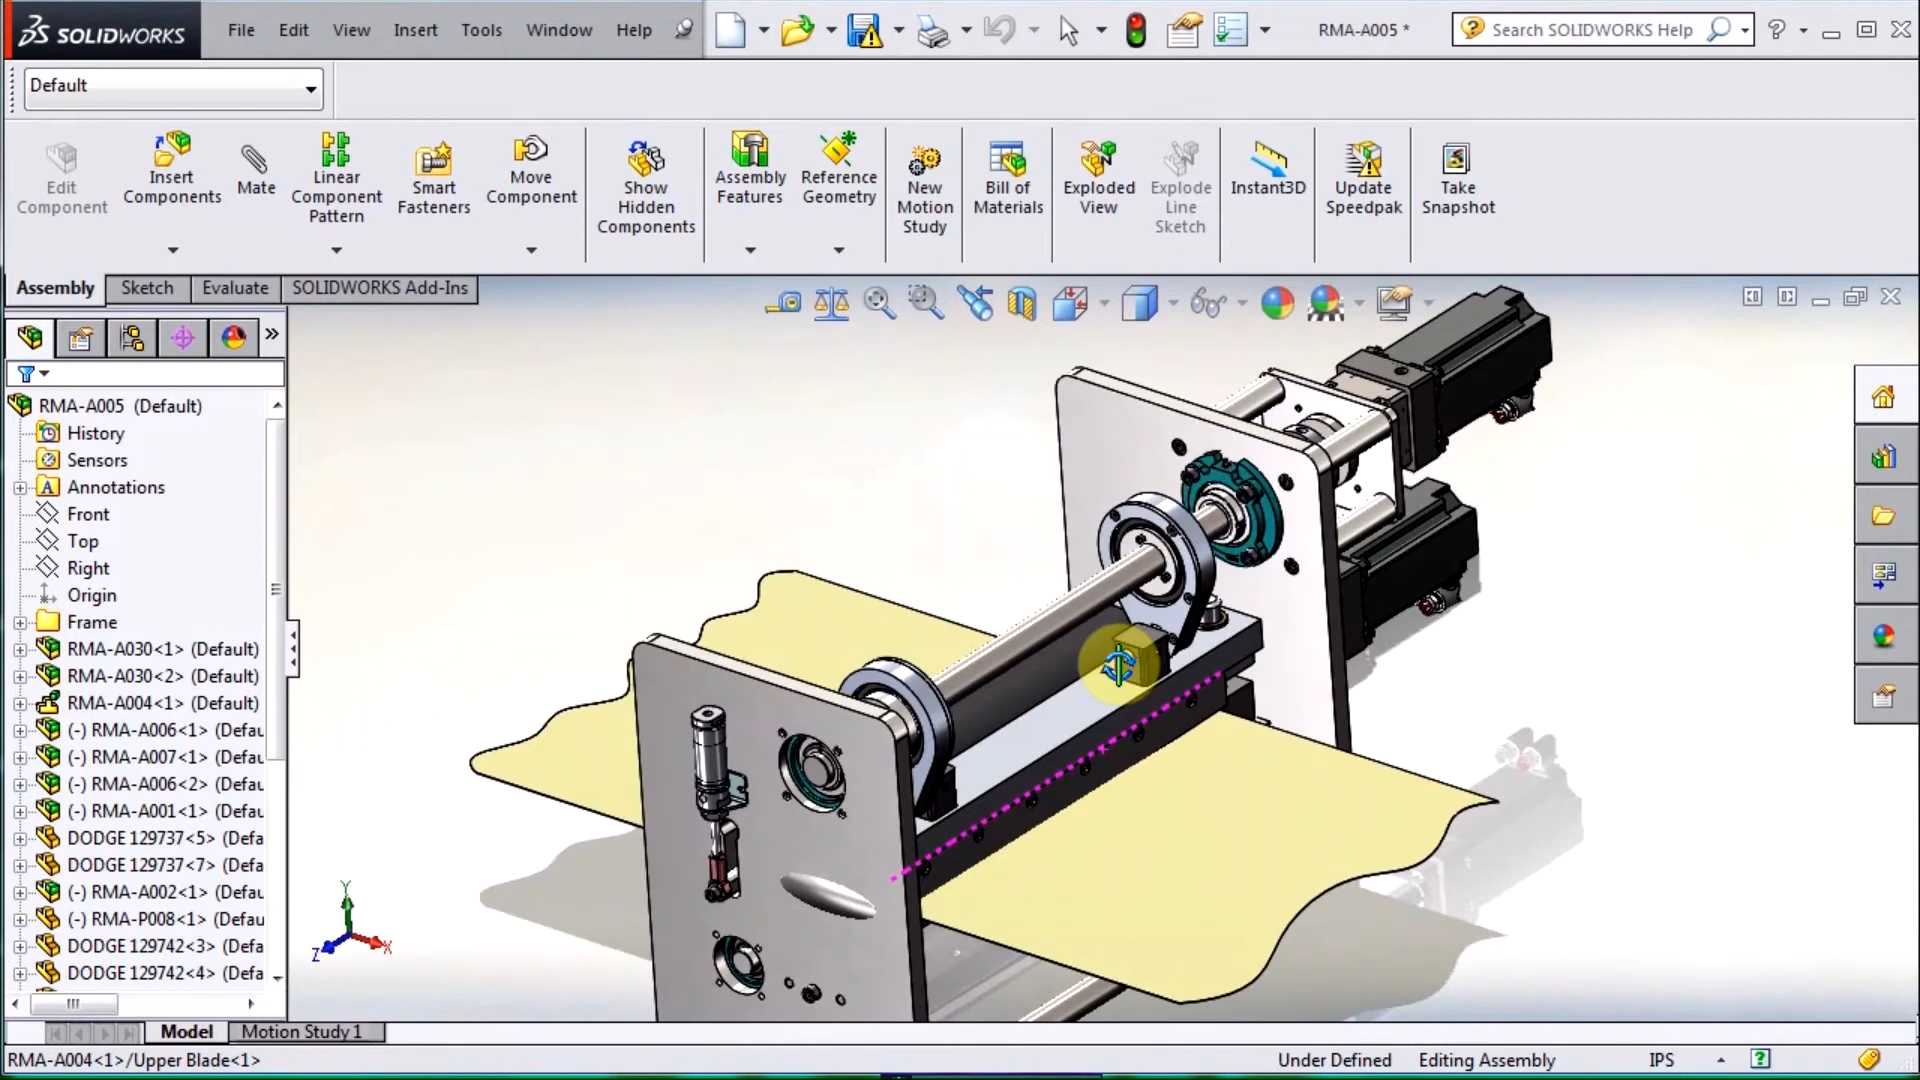 SOLIDWORKS File Edit View Insert Tools Window Help RMA-A005 * Search SOLIDWORKS Help
Default
Edit Component
Insert Components
Mate
Linear Component Pattern
Smart Fasteners
Move Component
Show Hidden Components
Assembly Features
Reference Geometry
New Motion Study
Bill of Materials
Exploded View
Explode Line Sketch
Instant3D
Update Speedpak
Take Snapshot
Assembly Sketch Evaluate SOLIDWORKS Add-Ins
RMA-A005 (Default)
History
Sensors
Annotations
Front
Top
Right
Origin
Frame
RMA-A030<1> (Default)
RMA-A030<2> (Default)
RMA-A004<1> (Default)
(-) RMA-A006<1> (Defau
(-) RMA-A007<1> (Defau
(-) RMA-A006<2> (Defau
(-) RMA-A001<1> (Defau
DODGE 129737<5> (Defa
DODGE 129737<7> (Defa
(-) RMA-A002<1> (Defau
(-) RMA-P008<1> (Defau
DODGE 129742<3> (Defa
DODGE 129742<4> (Defa
Y
Z X
Model Motion Study 1
RMA-A004<1>/Upper Blade<1> Under Defined Editing Assembly IPS